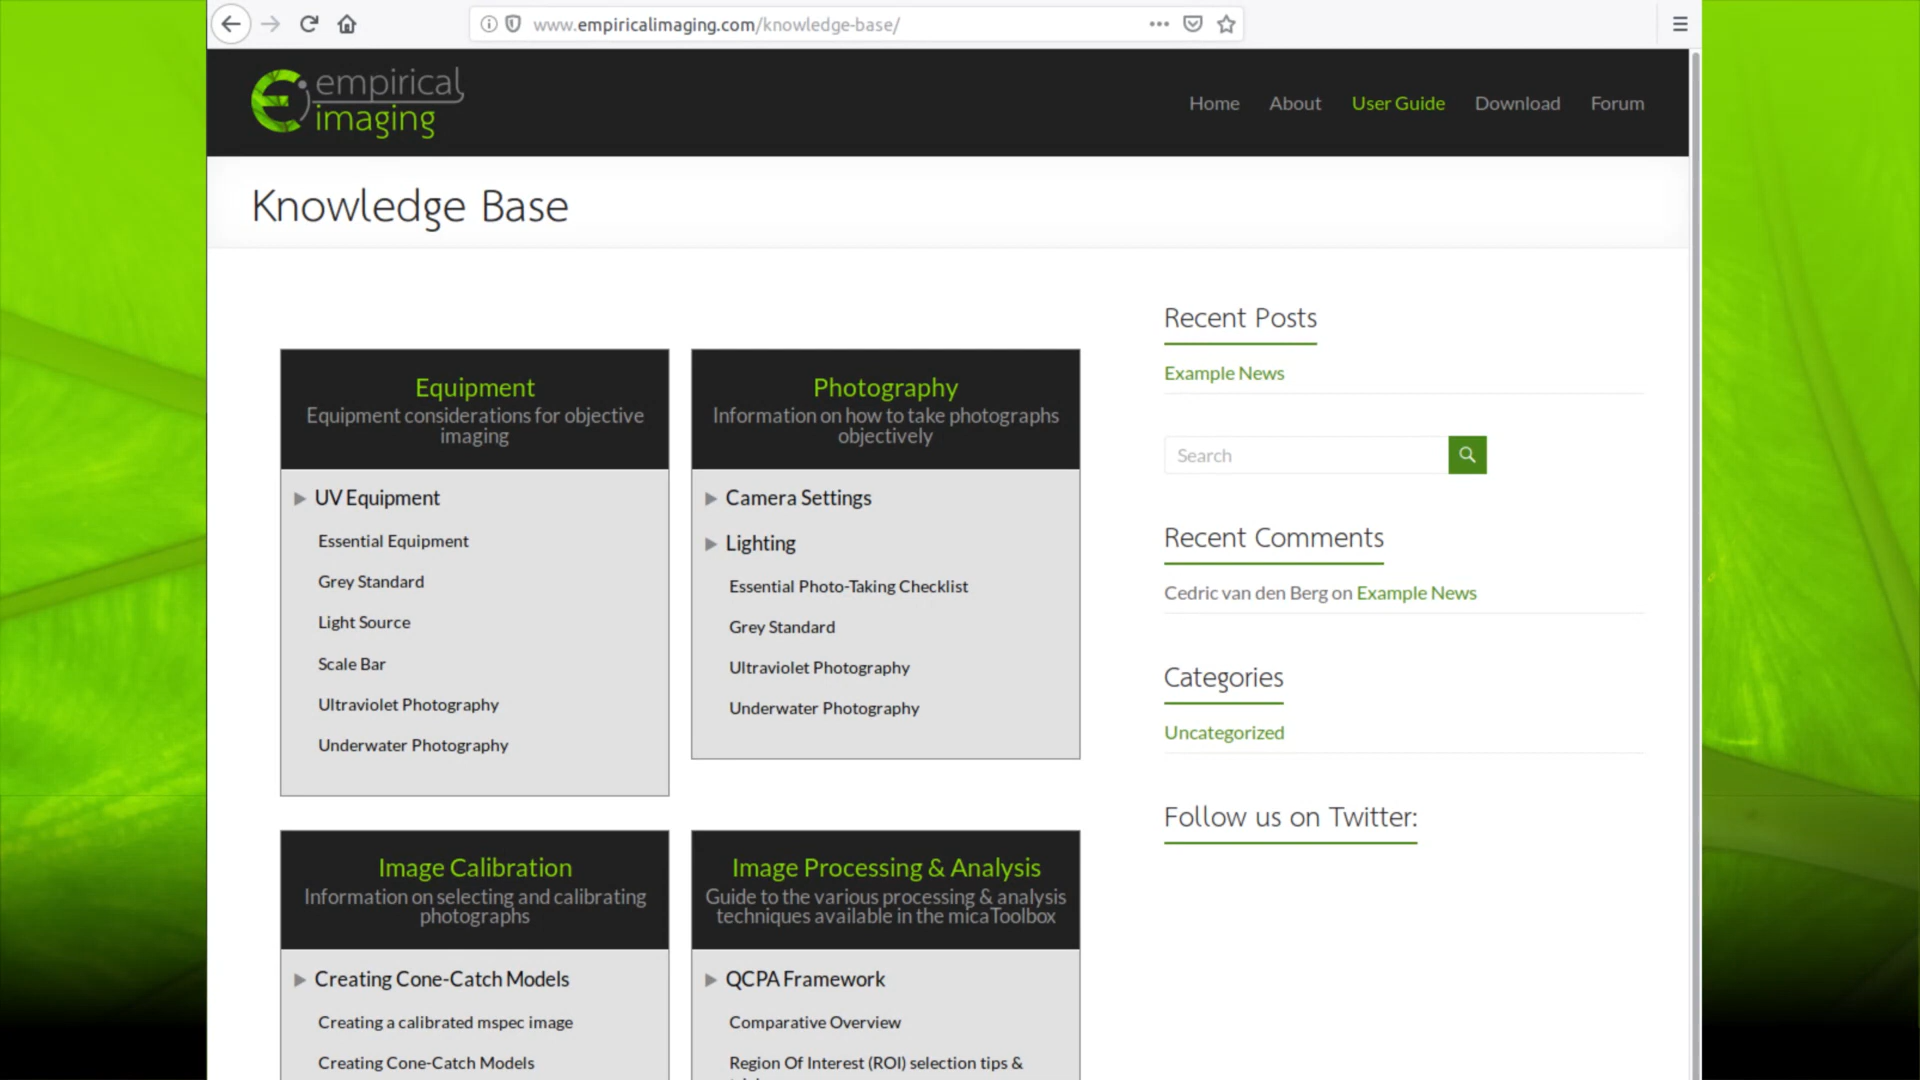 www.empiricalimaging.com/knowledge-base/
empirical
imaging
Home About User Guide Download Forum
Knowledge Base
Equipment
Equipment considerations for objective
imaging
UV Equipment
Essential Equipment
Grey Standard
Light Source
Scale Bar
Ultraviolet Photography
Underwater Photography
Photography
Information on how to take photographs
objectively
Camera Settings
Lighting
Essential Photo-Taking Checklist
Grey Standard
Ultraviolet Photography
Underwater Photography
Image Calibration
Information on selecting and calibrating
photographs
Creating Cone-Catch Models
Creating a calibrated mspec image
Creating Cone-Catch Models
Image Processing & Analysis
Guide to the various processing & analysis
techniques available in the micaToolbox
QCPA Framework
Comparative Overview
Region Of Interest (ROI) selection tips &
Recent Posts
Example News
Search
Recent Comments
Cedric van den Berg on Example News
Categories
Uncategorized
Follow us on Twitter: